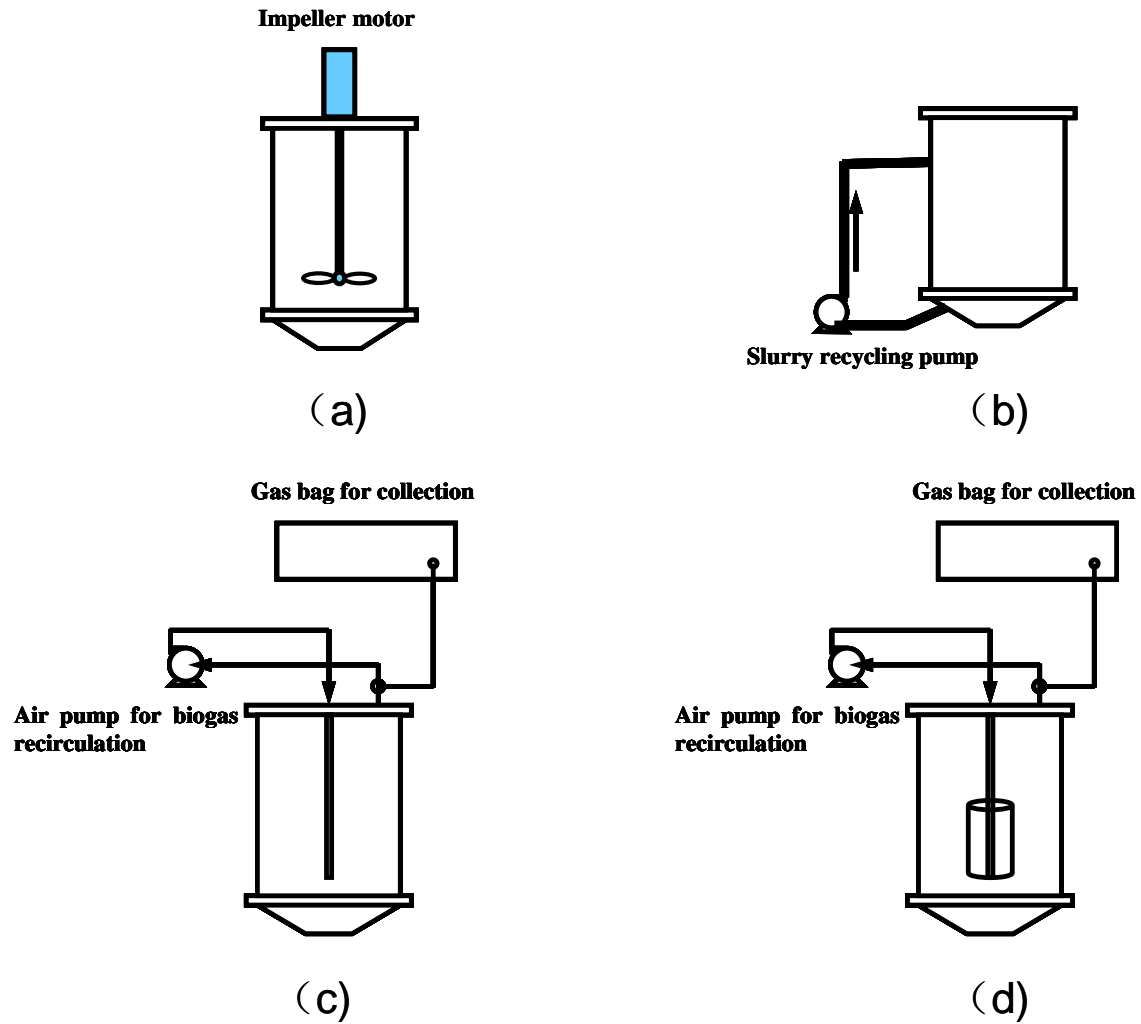 Impeller motor
Slurry recycling pump
（a)
（b)
Gas bag for collection
Gas bag for collection
Air pump for biogas
recirculation
Air pump for biogas
recirculation
（c)
（d)